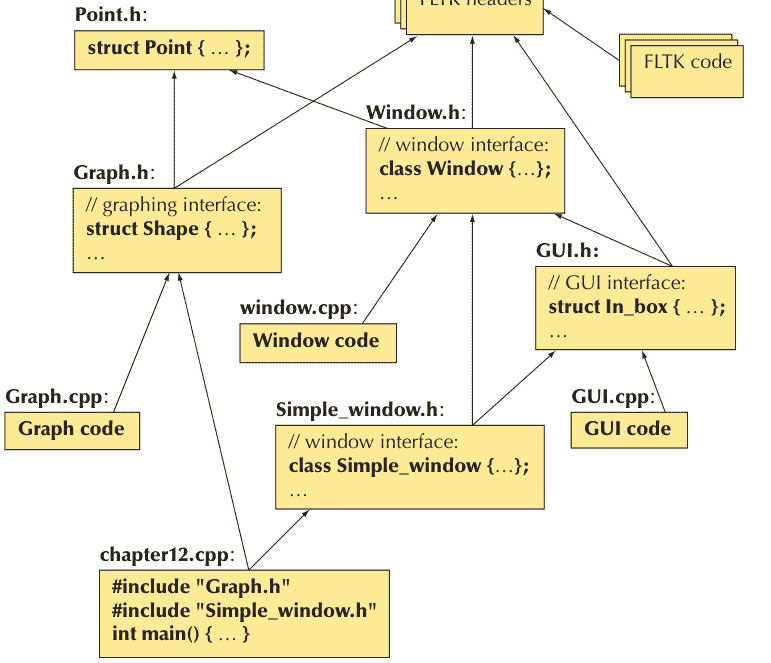 Point.h:
struct Point { … };
FLTK headers
FLTK code
Window.h:
// window interface:
class Window {…};
…
Graph.h:
// graphing interface:
struct Shape { … };
…
GUI.h:
// GUI interface:
struct In_box { … };
…
window.cpp:
Window code
Graph.cpp:
Graph code
Simple_window.h:
// window interface:
class Simple_window {…};
…
GUI.cpp:
GUI code
chapter12.cpp:
#include "Graph.h"
#include "Simple_window.h"
int main() { … }